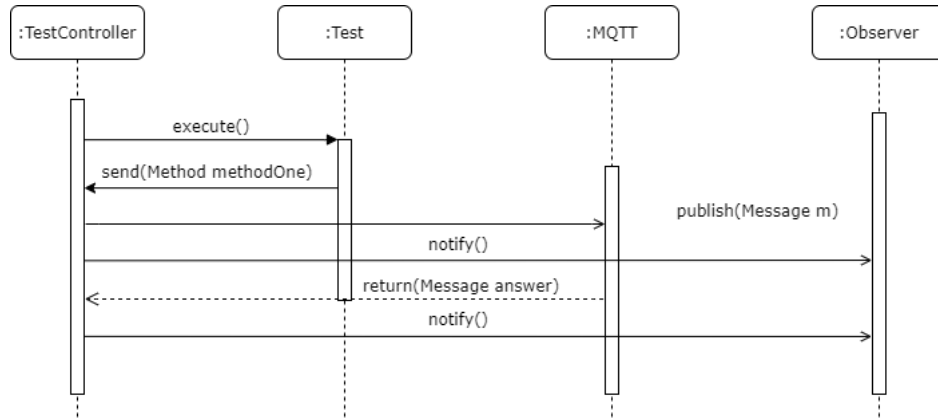 :TestController
:Test
:MQTT
:Observer
execute()
send(Method methodOne)
publish(Message m)
notify()
return(Message answer)
notify()